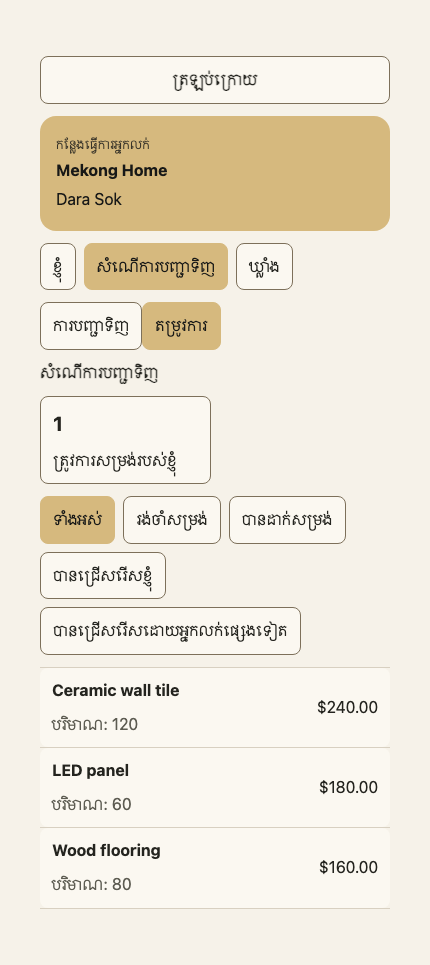 ត្រឡប់ក្រោយ
កន្លែងធ្វើការអ្នកលក់
Mekong Home
Dara Sok
ខ្ញុំ សំណើការបញ្ជាទិញ ឃ្លាំង
ការបញ្ជាទិញ តម្រូវការ
សំណើការបញ្ជាទិញ
1
ត្រូវការសម្រង់របស់ខ្ញុំ
ទាំងអស់ រង់ចាំសម្រង់ បានដាក់សម្រង់
បានជ្រើសរើសខ្ញុំ
បានជ្រើសរើសដោយអ្នកលក់ផ្សេងទៀត
Ceramic wall tile
បរិមាណ: 120
$240.00
LED panel
បរិមាណ: 60
$180.00
Wood flooring
បរិមាណ: 80
$160.00